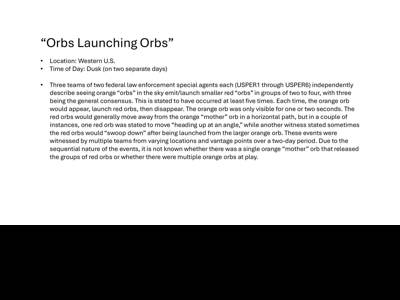 “Orbs Launching Orbs”
• Location: Western U.S.
• Time of Day: Dusk (on two separate days)
• Three teams of two federal law enforcement special agents each (USPER1 through USPER6) independently
describe seeing orange “orbs” in the sky emit/launch smaller red “orbs” in groups of two to four, with three
being the general consensus. This is stated to have occurred at least five times. Each time, the orange orb
would appear, launch red orbs, then disappear. The orange orb was only visible for one or two seconds. The
red orbs would generally move away from the orange “mother” orb in a horizontal path, but in a couple of
instances, one red orb was stated to move “heading up at an angle,” while another witness stated sometimes
the red orbs would “swoop down” after being launched from the larger orange orb. These events were
witnessed by multiple teams from varying locations and vantage points over a two-day period. Due to the
sequential nature of the events, it is not known whether there was a single orange “mother” orb that released
the groups of red orbs or whether there were multiple orange orbs at play.